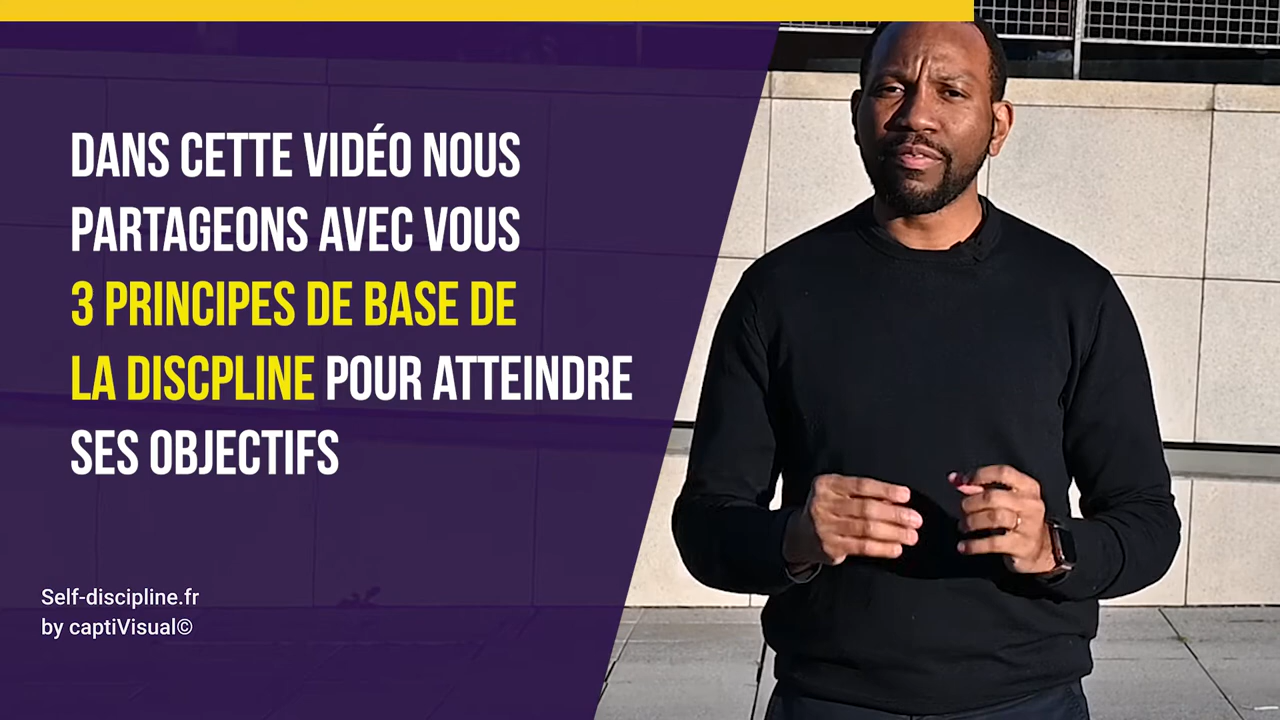 DANS CETTE VIDÉO NOUS
PARTAGEONS AVEC VOUS
3 PRINCIPES DE BASE DE
LA DISCPLINE POUR ATTEINDRE
SES OBJECTIFS
Self-discipline.fr
by captiVisual©